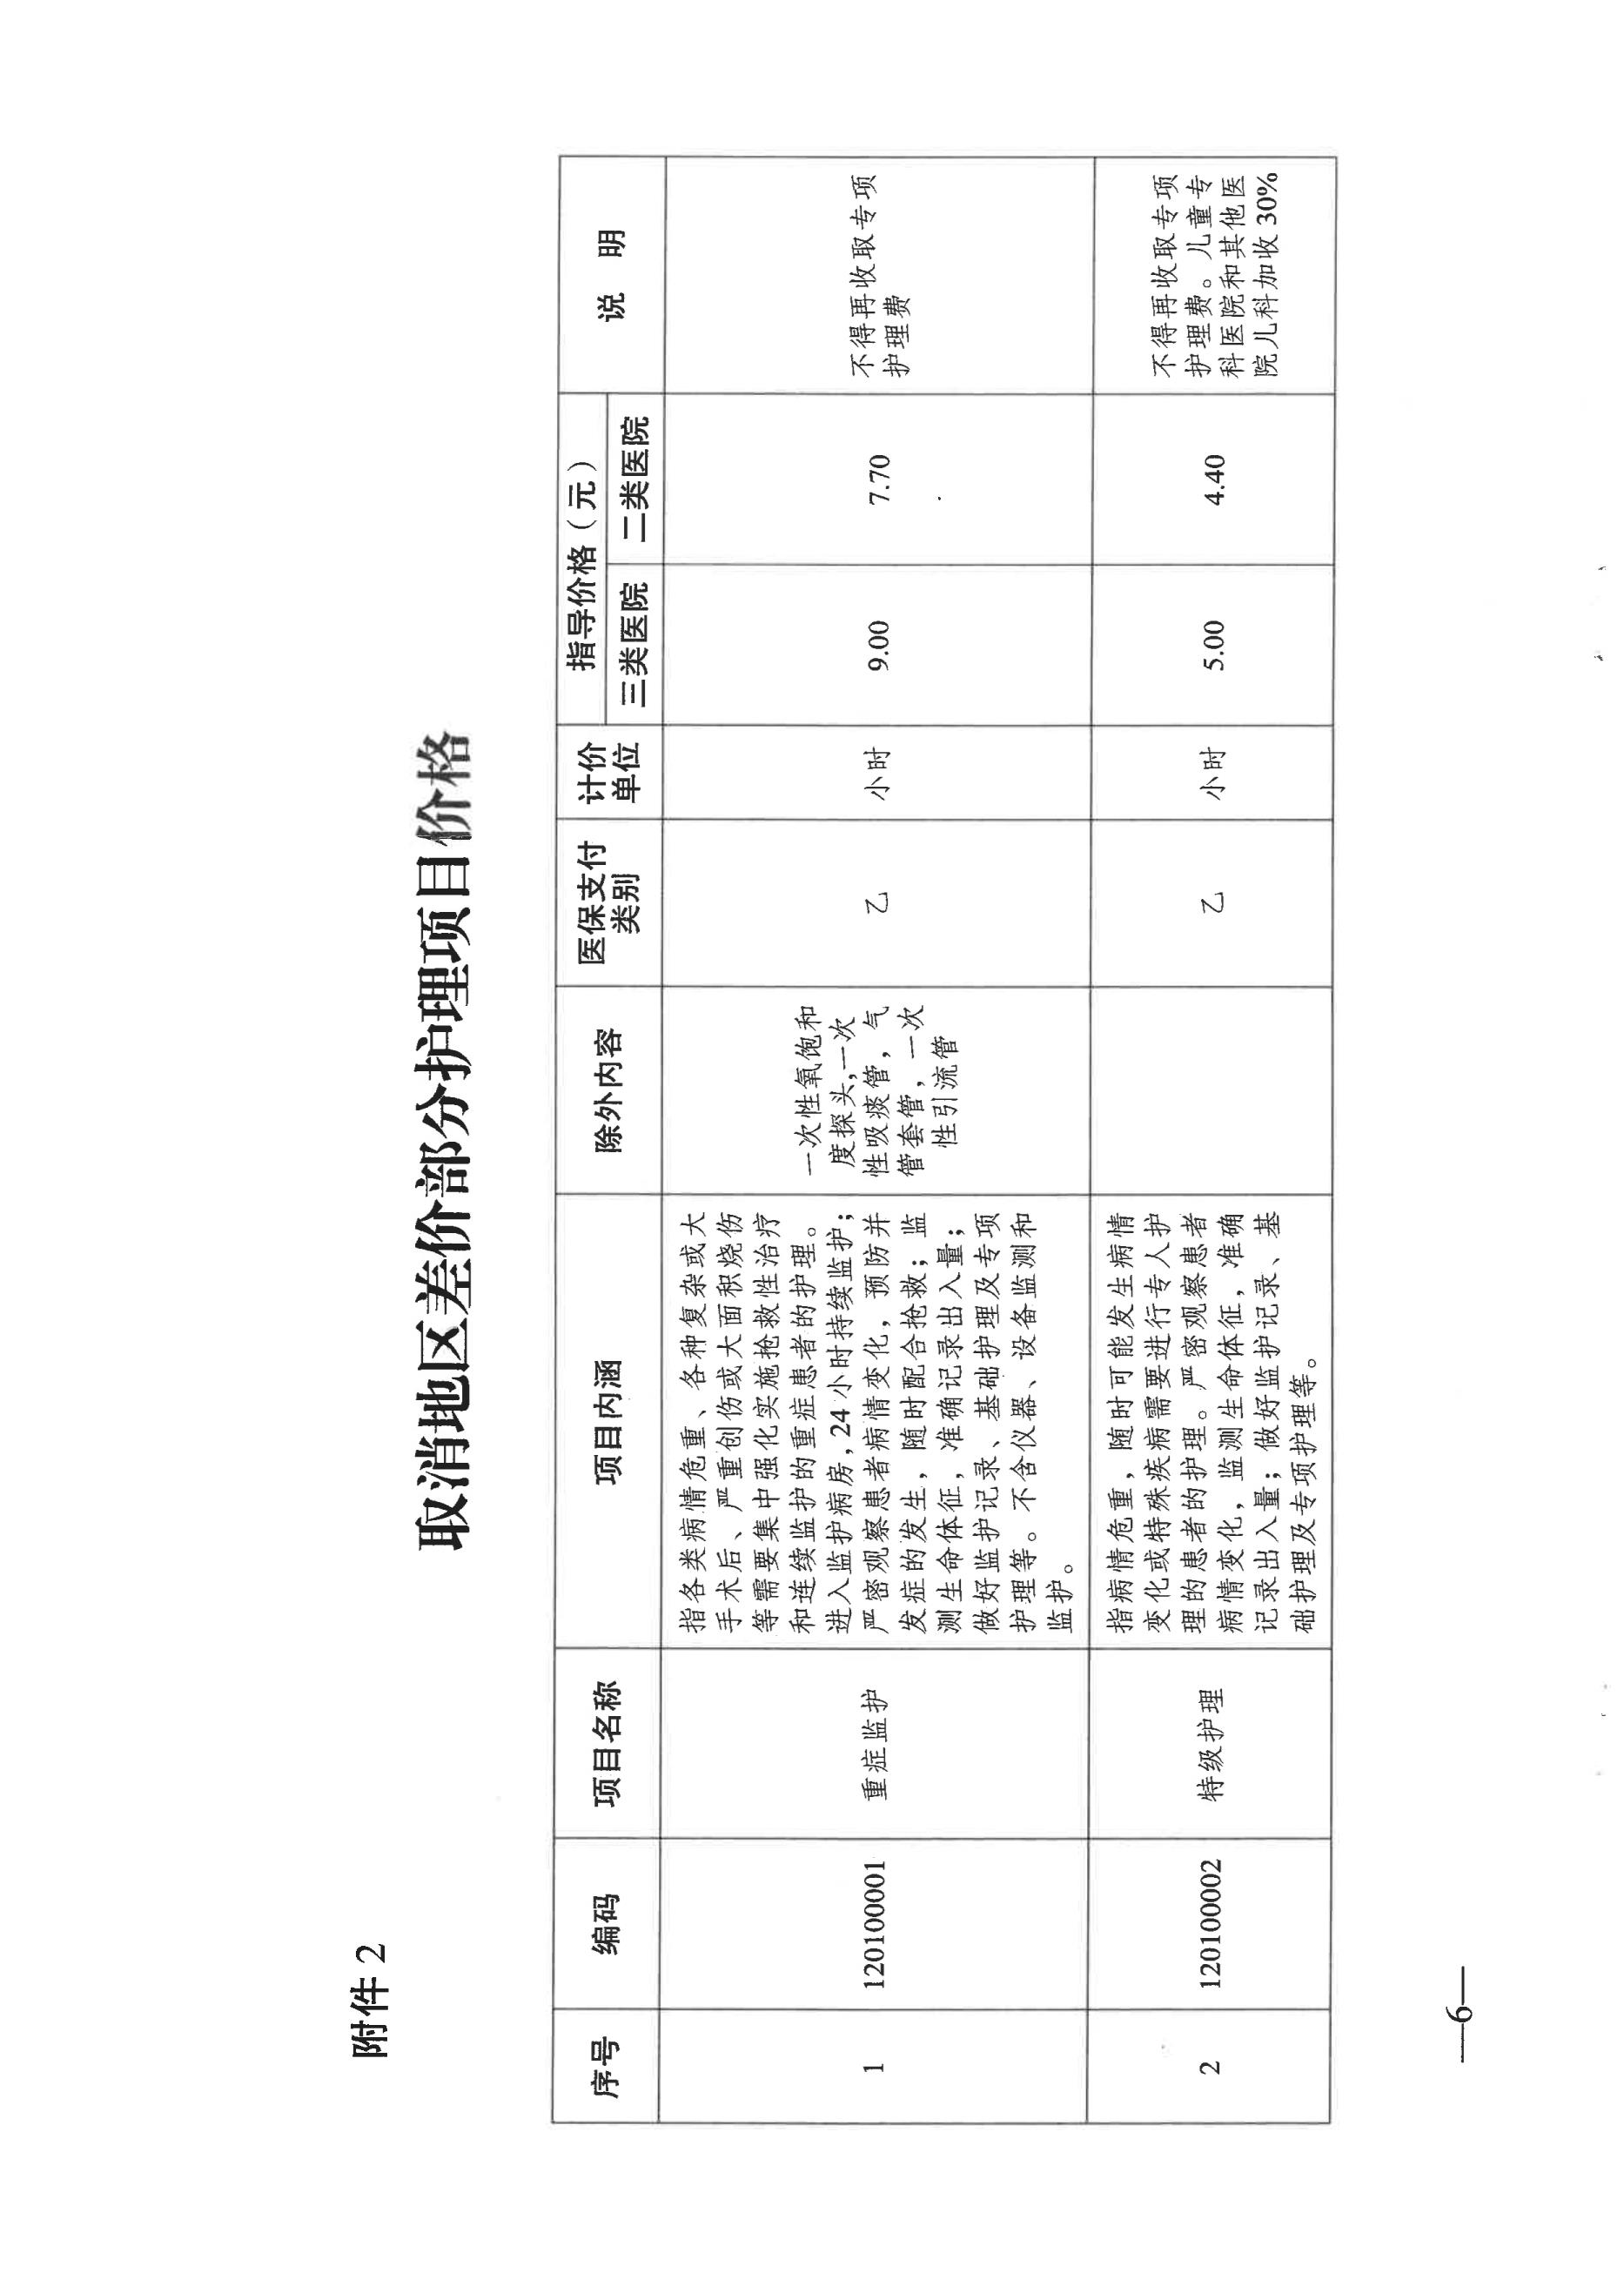 附件 2
取消地区差价部分护理项目价格
序号
编码
项目名称
项目内涵
除外内容
医保支付
类别
计价
单位
指导价格（元）
三类医院
二类医院
说 明
1
120100001
重症监护
指各类病情危重、各种复杂或大
手术后、严重创伤或大面积烧伤
等需要集中强化实施抢救性治疗
和连续监护的重症患者的护理。
进入监护病房，24 小时持续监护；
严密观察患者病情变化，预防并
发症的发生，随时配合抢救；监
测生命体征，准确记录出入量；
做好监护记录、基础护理及专项
护理等。不含仪器、设备监测和
监护。
一次性氧饱和
度探头，一次
性吸痰管，气
管套管，一次
性引流管
乙
小时
9.00
7.70
不得再收取专项
护理费
2
120100002
特级护理
指病情危重，随时可能发生病情
变化或特殊疾病需要进行专人护
理的患者的护理。严密观察患者
病情变化，监测生命体征，准确
记录出入量；做好监护记录、基
础护理及专项护理等。
乙
小时
5.00
4.40
不得再收取专项
护理费。儿童专
科医院和其他医
院儿科加收 30%
—6—